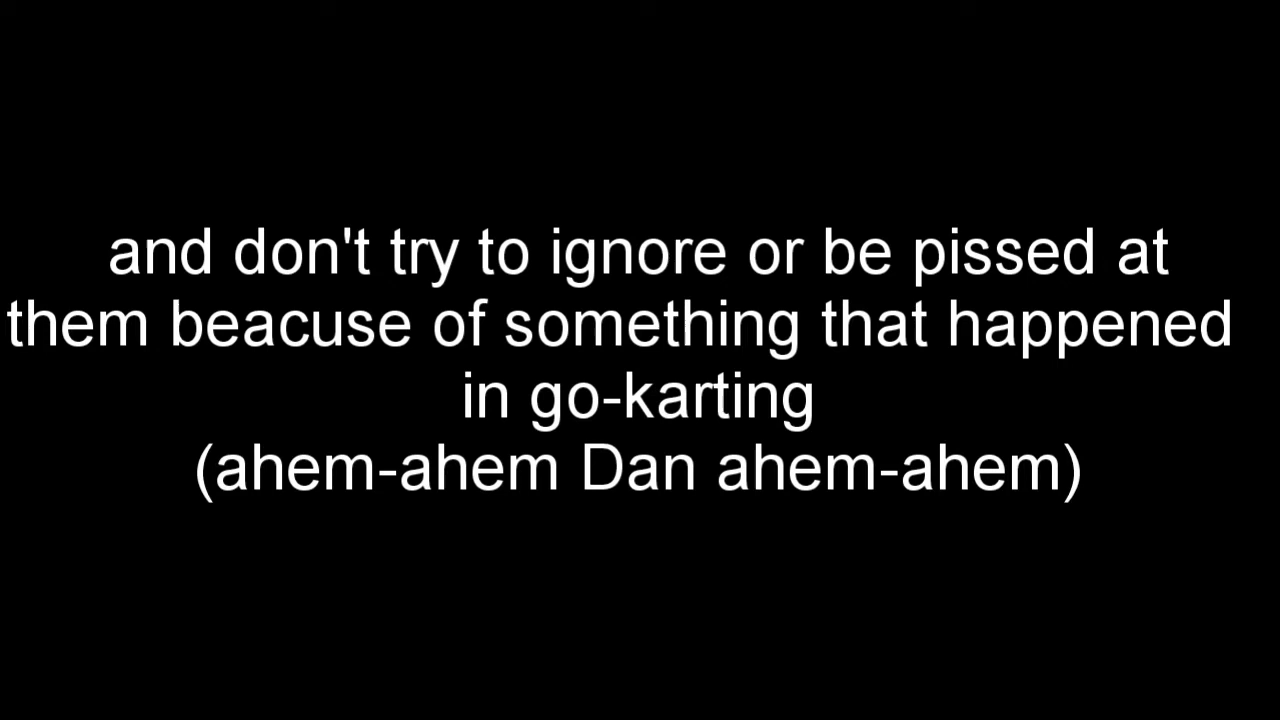 and don't try to ignore or be pissed at
them beacuse of something that happened
in go-karting
(ahem-ahem Dan ahem-ahem)